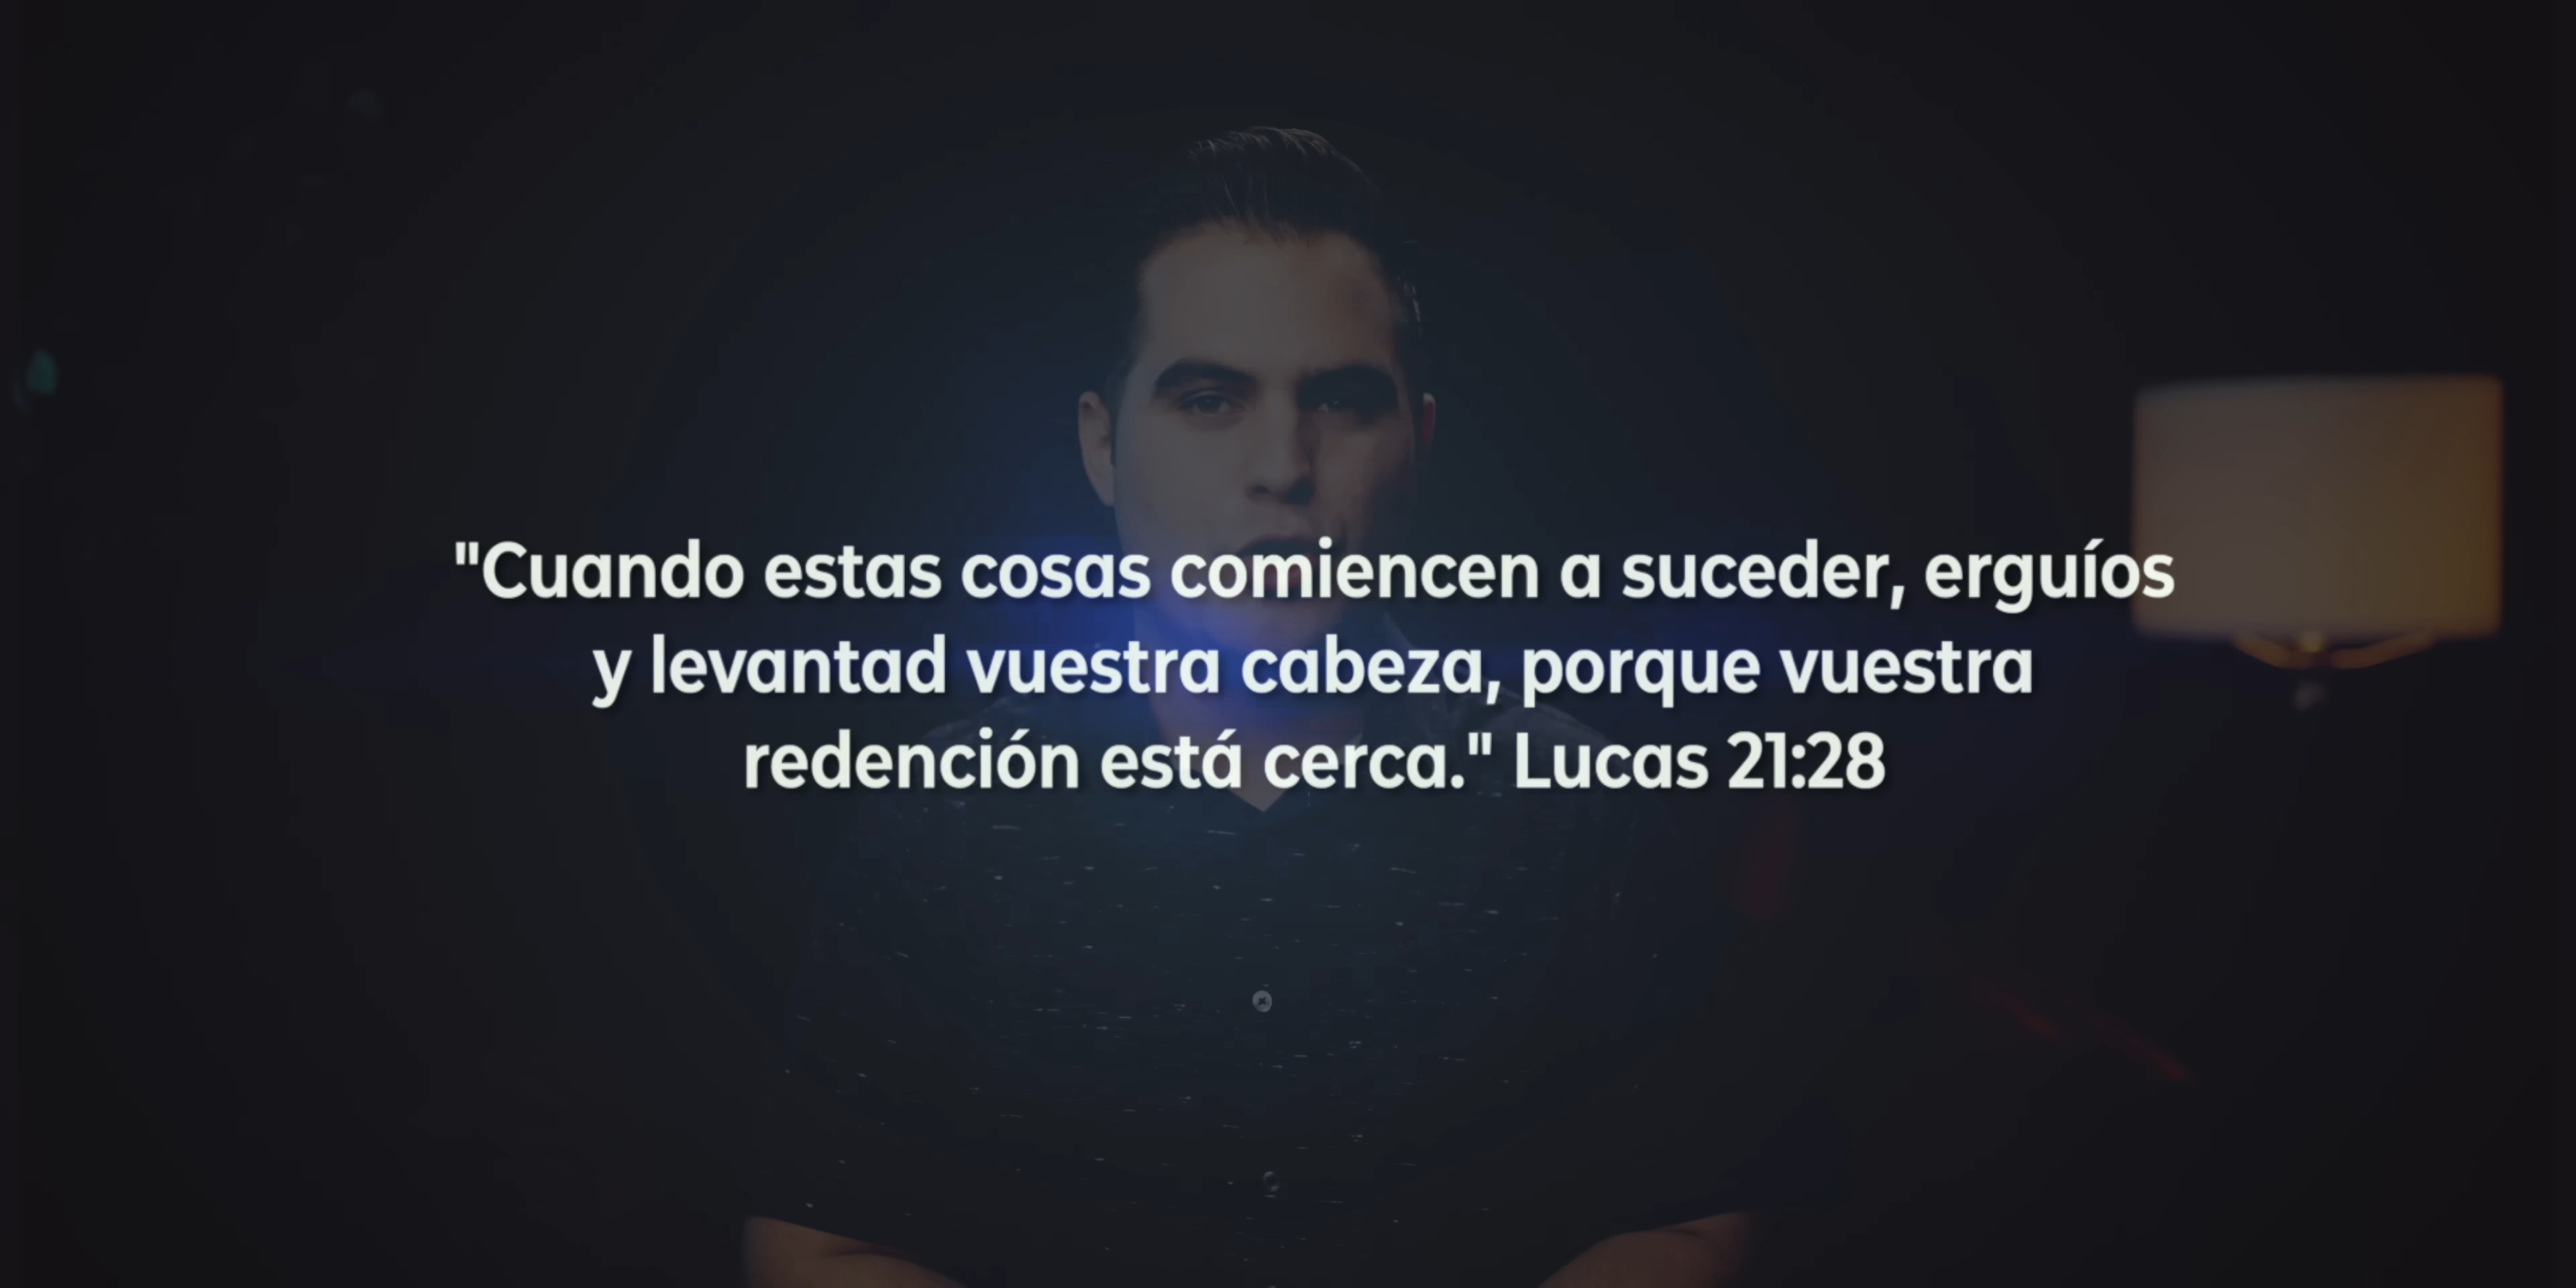 "Cuando estas cosas comiencen a suceder, erguíos
y levantad vuestra cabeza, porque vuestra
redención está cerca." Lucas 21:28